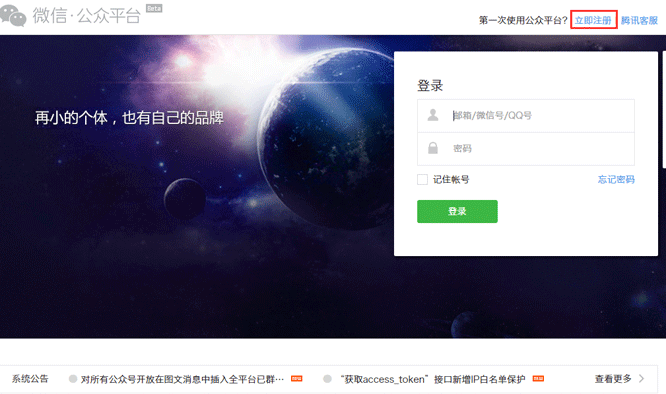 微信·公众平台 Beta
第一次使用公众平台？立即注册 腾讯客服
登录
再小的个体，也有自己的品牌
邮箱/微信号/QQ号
密码
记住帐号 忘记密码
登录
系统公告 对所有公众号开放在图文消息中插入全平台已群… “获取access_token”接口新增IP白名单保护 查看更多